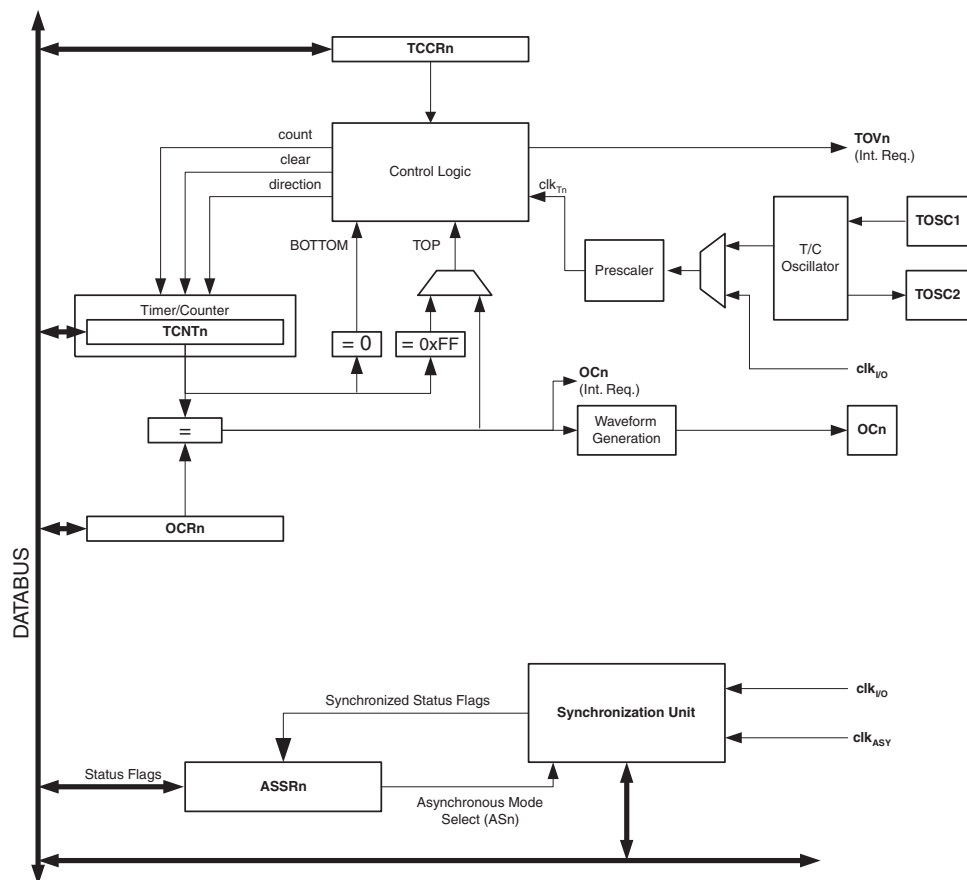 TCCRn
count
clear
direction
Control Logic
TOVn
(Int. Req.)
clkTn
TOSC1
BOTTOM
TOP
Prescaler
T/C
Oscillator
TOSC2
Timer/Counter
TCNTn
= 0
= 0xFF
clkI/O
OCn
(Int. Req.)
=
Waveform
Generation
OCn
OCRn
DATABUS
Synchronized Status Flags
Synchronization Unit
clkI/O
clkASY
Status Flags
ASSRn
Asynchronous Mode
Select (ASn)